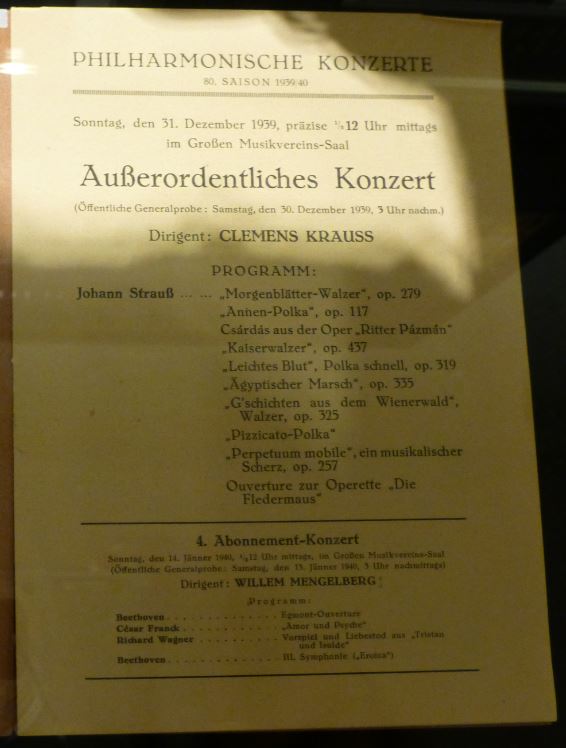 PHILHARMONISCHE KONZERTE
80. SAISON 1939/40
Sonntag, den 31. Dezember 1939, präzise ½12 Uhr mittags
im Großen Musikvereins-Saal
Außerordentliches Konzert
(Öffentliche Generalprobe: Samstag, den 30. Dezember 1939, 3 Uhr nachm.)
Dirigent: CLEMENS KRAUSS
PROGRAMM:
Johann Strauß ... ... „Morgenblätter-Walzer“, op. 279
„Annen-Polka“, op. 117
Csárdás aus der Oper „Ritter Pázmán“
„Kaiserwalzer“, op. 437
„Leichtes Blut“, Polka schnell, op. 319
„Ägyptischer Marsch“, op. 335
„G'schichten aus dem Wienerwald“,
Walzer, op. 325
„Pizzicato-Polka“
„Perpetuum mobile“, ein musikalischer
Scherz, op. 257
Ouverture zur Operette „Die
Fledermaus“
4. Abonnement-Konzert
Sonntag, den 14. Jänner 1940, ½12 Uhr mittags, im Großen Musikvereins-Saal
(Öffentliche Generalprobe: Samstag, den 13. Jänner 1940, 3 Uhr nachmittags)
Dirigent: WILLEM MENGELBERG
Programm:
Beethoven . . . . . . . . . . . . . Egmont-Ouverture
César Franck . . . . . . . . . . . . „Amor und Psyche“
Richard Wagner . . . . . . . . . . Vorspiel und Liebestod aus „Tristan
und Isolde“
Beethoven . . . . . . . . . . . . . III. Symphonie („Eroica“)